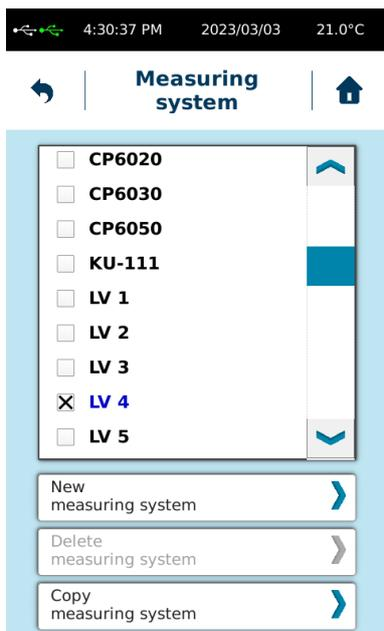 4:30:37 PM 2023/03/03 21.0°C
Measuring
system
CP6020
CP6030
CP6050
KU-111
LV 1
LV 2
LV 3
LV 4
LV 5
New
measuring system
Delete
measuring system
Copy
measuring system